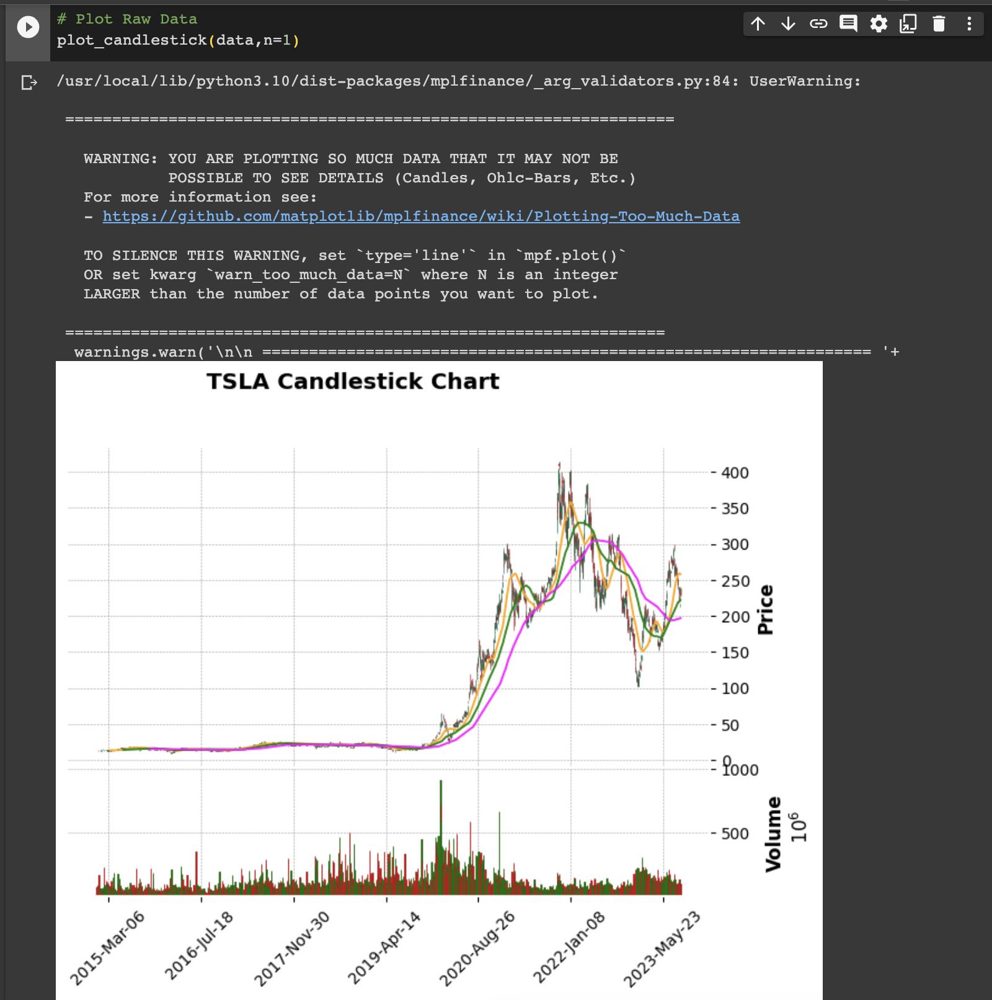 # Plot Raw Data
plot_candlestick(data,n=1)
/usr/local/lib/python3.10/dist-packages/mplfinance/_arg_validators.py:84: UserWarning:
=================================================================
WARNING: YOU ARE PLOTTING SO MUCH DATA THAT IT MAY NOT BE
POSSIBLE TO SEE DETAILS (Candles, Ohlc-Bars, Etc.)
For more information see:
- https://github.com/matplotlib/mplfinance/wiki/Plotting-Too-Much-Data
TO SILENCE THIS WARNING, set `type='line'` in `mpf.plot()`
OR set kwarg `warn_too_much_data=N` where N is an integer
LARGER than the number of data points you want to plot.
================================================================
warnings.warn('\n\n ================================================================= '+
TSLA Candlestick Chart
400
350
300
250
200
150
100
50
0
Price
1000
500
Volume
10⁶
2015-Mar-06
2016-Jul-18
2017-Nov-30
2019-Apr-14
2020-Aug-26
2022-Jan-08
2023-May-23